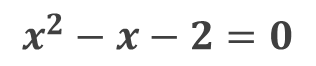 x² − x − 2 = 0